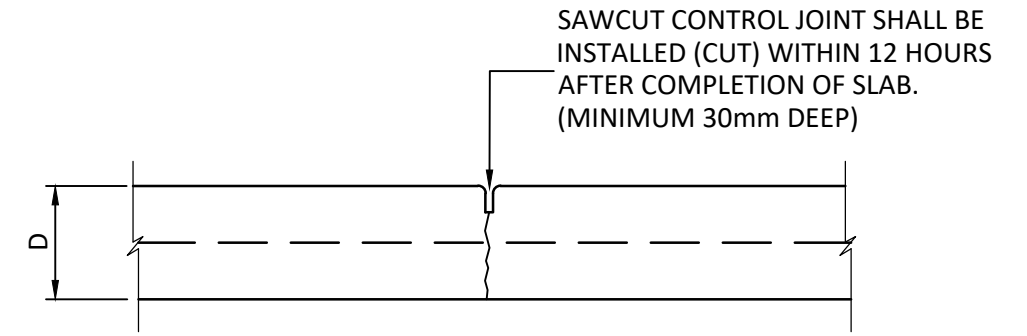 SAWCUT CONTROL JOINT SHALL BE
INSTALLED (CUT) WITHIN 12 HOURS
AFTER COMPLETION OF SLAB.
(MINIMUM 30mm DEEP)
D